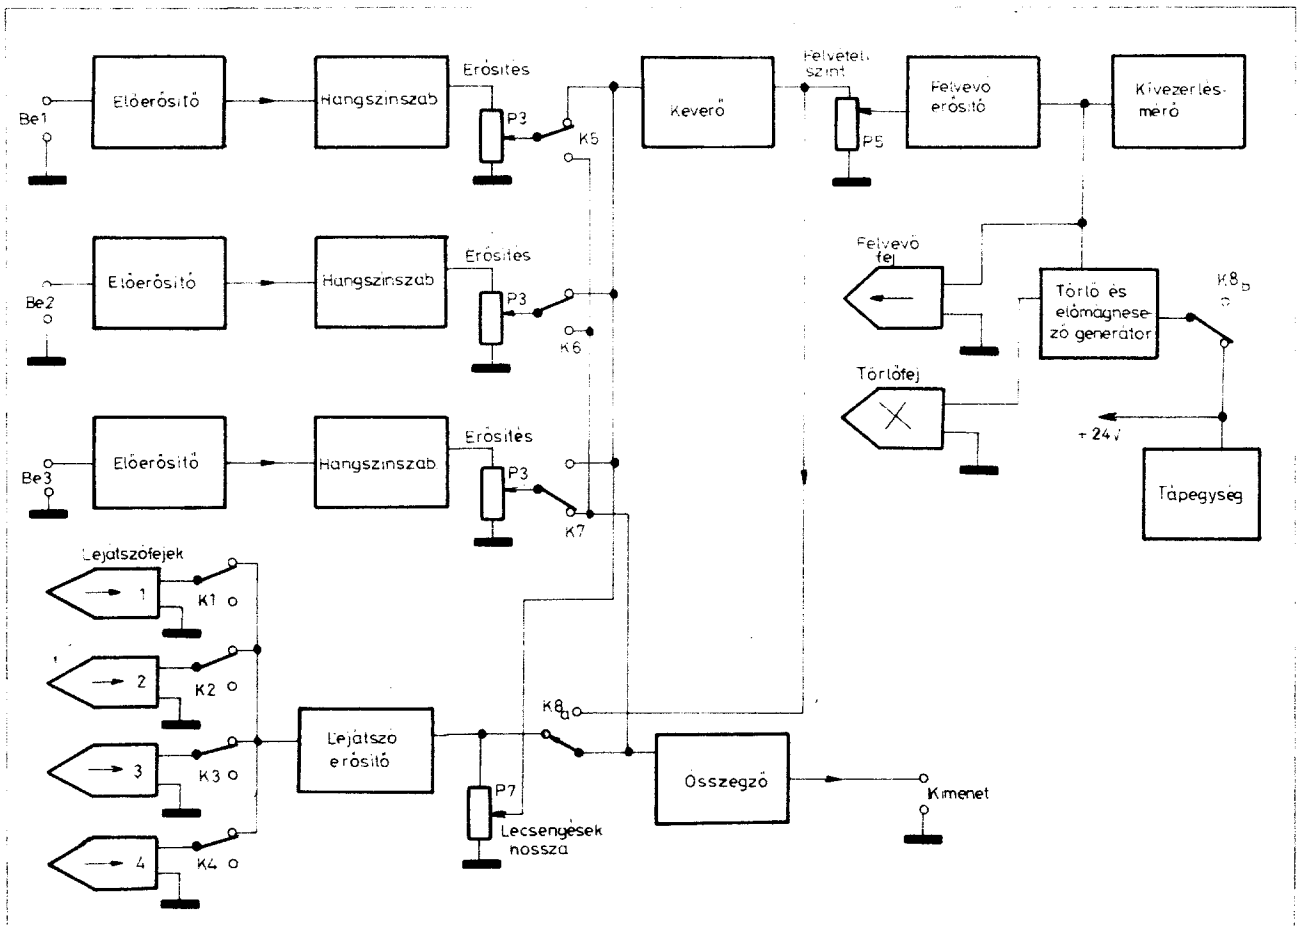 Be1
Előerősítő
Hangszínszab
Erősítés
P3
K5
Keverő
Felvételi
szint
P5
Felvevő
erősítő
Kivezérlés-
mérő
Be2
Előerősítő
Hangszínszab
Erősítés
P3
K6
Felvevő
fej
Törlő és
előmágnese-
ző generátor
K8b
Törlőfej
+24V
Tápegység
Be3
Előerősítő
Hangszínszab
Erősítés
P3
K7
Lejátszófejek
1
K1
2
K2
3
K3
4
K4
Lejátszó
erősítő
P7
Lecsengések
hossza
K8a
Összegző
Kimenet